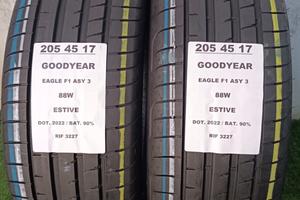 205 45 17
GOODYEAR
EAGLE F1 ASY 3
88W
ESTIVE
DOT. 2022 / BAT. 90%
RIF 3227
205 45 17
GOODYEAR
EAGLE F1 ASY 3
88W
ESTIVE
DOT. 2022 / BAT. 90%
RIF 3227